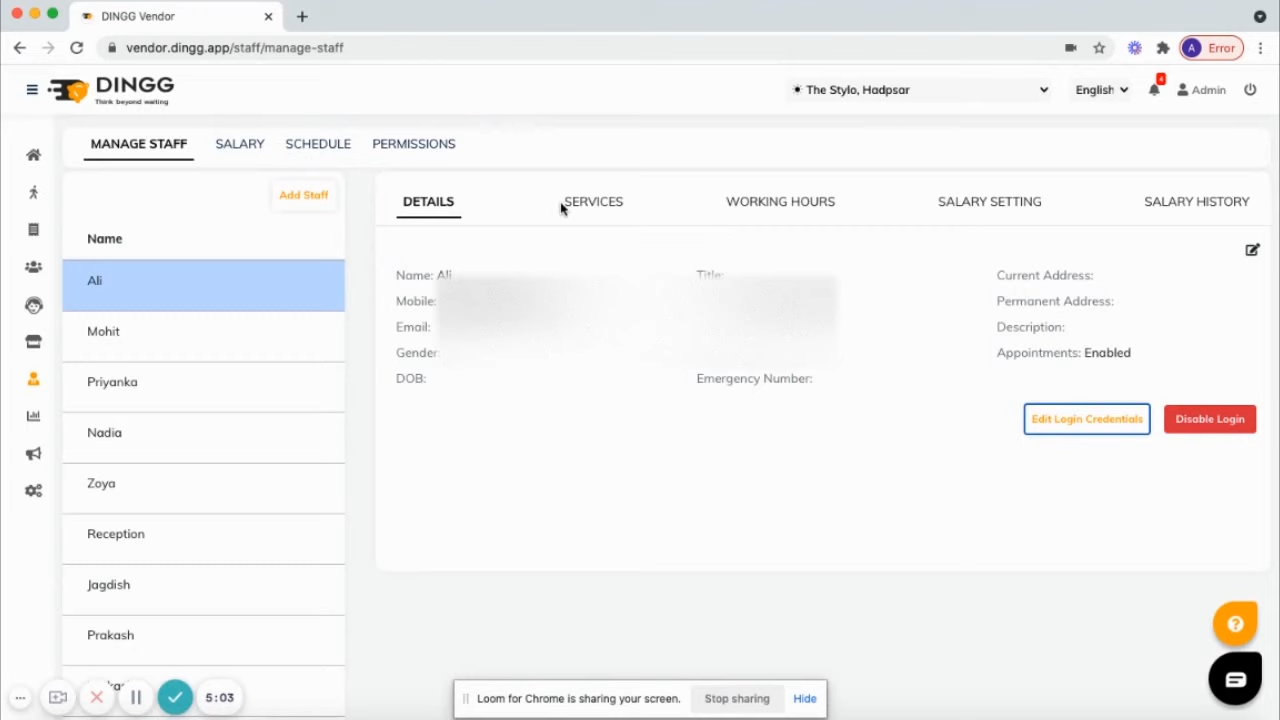 DINGG Vendor
vendor.dingg.app/staff/manage-staff
A Error
DINGG
Think beyond waiting
The Stylo, Hadpsar
English
4
Admin
MANAGE STAFF SALARY SCHEDULE PERMISSIONS
Add Staff
Name
Ali
Mohit
Priyanka
Nadia
Zoya
Reception
Jagdish
Prakash
DETAILS SERVICES WORKING HOURS SALARY SETTING SALARY HISTORY
Name: Ali Title: Current Address:
Mobile: Permanent Address:
Email: Description:
Gender: Appointments: Enabled
DOB: Emergency Number:
Edit Login Credentials Disable Login
5:03
Loom for Chrome is sharing your screen. Stop sharing Hide